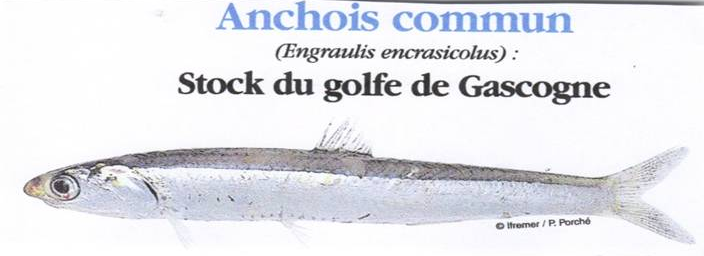 Anchois commun
(Engraulis encrasicolus) :
Stock du golfe de Gascogne
© Ifremer / P. Porché